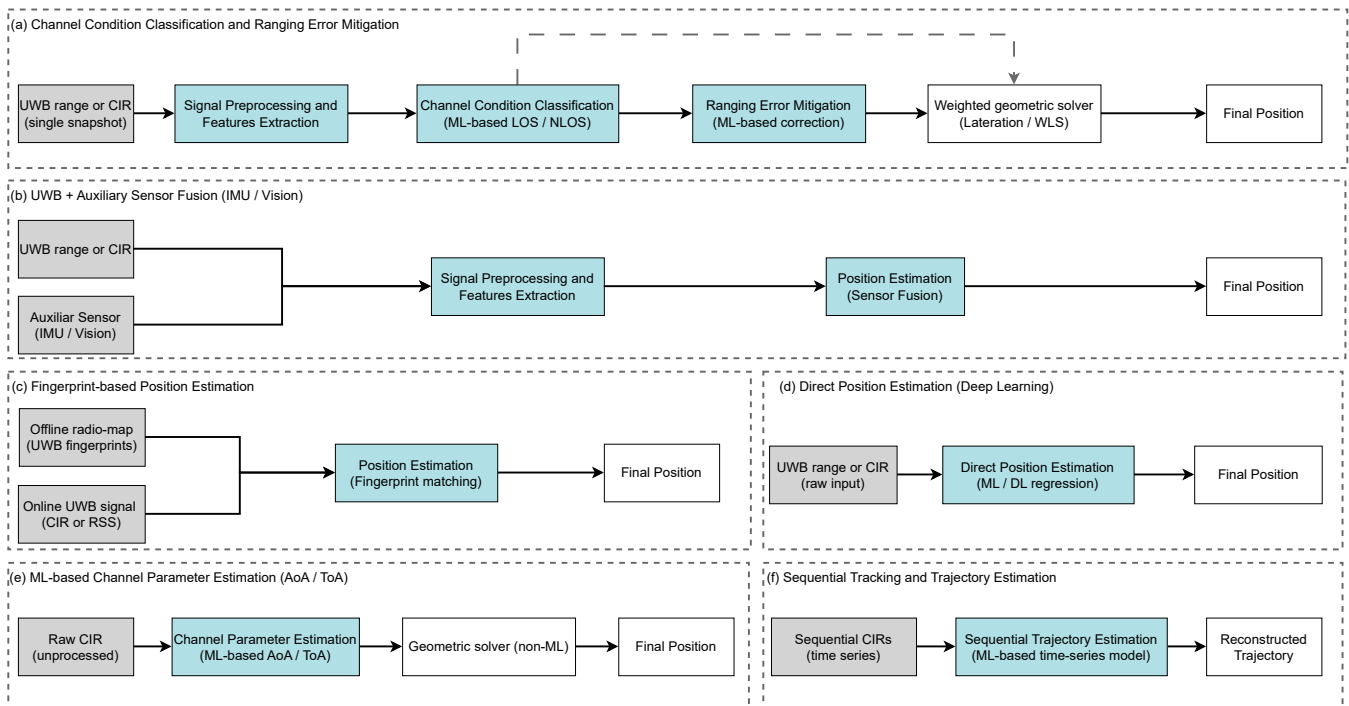 (a) Channel Condition Classification and Ranging Error Mitigation
UWB range or CIR
(single snapshot)
Signal Preprocessing and
Features Extraction
Channel Condition Classification
(ML-based LOS / NLOS)
Ranging Error Mitigation
(ML-based correction)
Weighted geometric solver
(Lateration / WLS)
Final Position
(b) UWB + Auxiliary Sensor Fusion (IMU / Vision)
UWB range or CIR
Auxiliar Sensor
(IMU / Vision)
Signal Preprocessing and
Features Extraction
Position Estimation
(Sensor Fusion)
Final Position
(c) Fingerprint-based Position Estimation
Offline radio-map
(UWB fingerprints)
Online UWB signal
(CIR or RSS)
Position Estimation
(Fingerprint matching)
Final Position
(d) Direct Position Estimation (Deep Learning)
UWB range or CIR
(raw input)
Direct Position Estimation
(ML / DL regression)
Final Position
(e) ML-based Channel Parameter Estimation (AoA / ToA)
Raw CIR
(unprocessed)
Channel Parameter Estimation
(ML-based AoA / ToA)
Geometric solver (non-ML)
Final Position
(f) Sequential Tracking and Trajectory Estimation
Sequential CIRs
(time series)
Sequential Trajectory Estimation
(ML-based time-series model)
Reconstructed
Trajectory